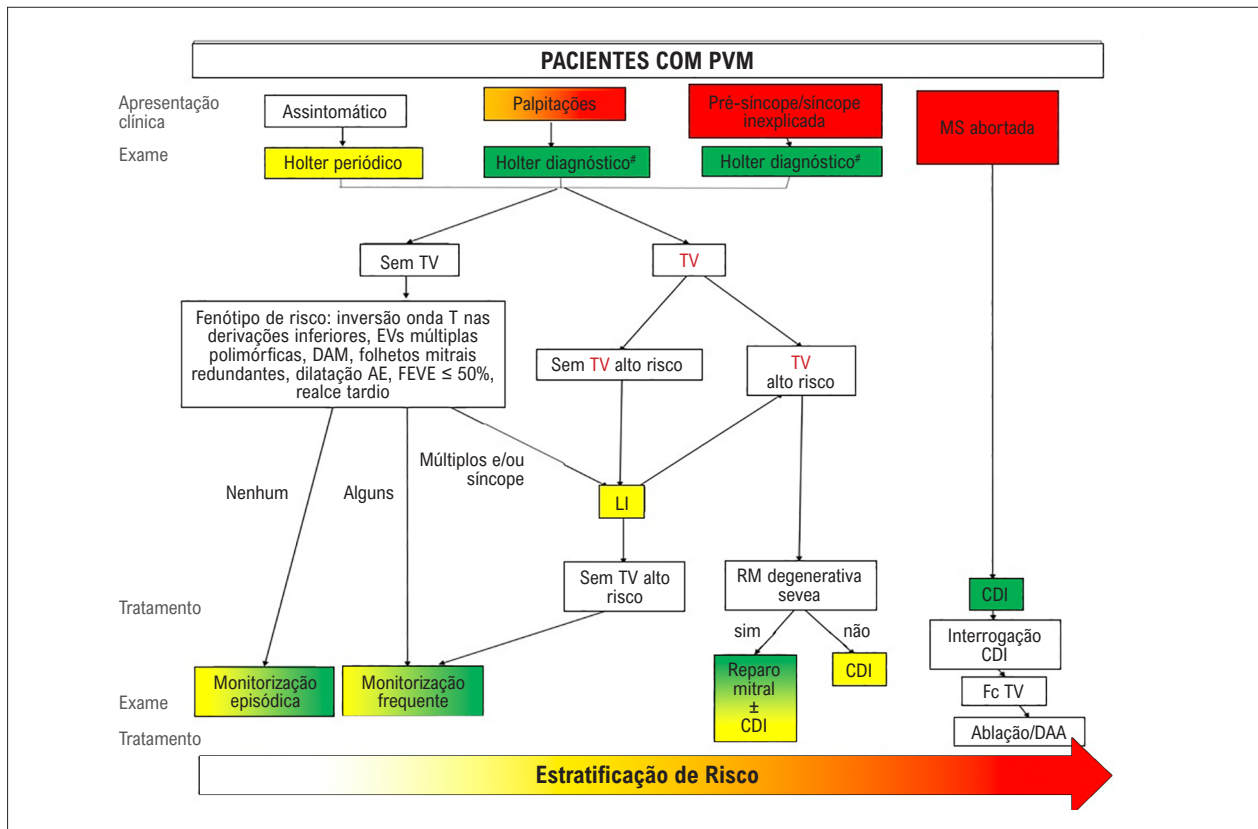 PACIENTES COM PVM
Apresentação
clínica
Assintomático
Palpitações
Pré-síncope/síncope
inexplicada
MS abortada
Exame
Holter periódico
Holter diagnóstico#
Holter diagnóstico#
Sem TV
TV
Fenótipo de risco: inversão onda T nas
derivações inferiores, EVs múltiplas
polimórficas, DAM, folhetos mitrais
redundantes, dilatação AE, FEVE ≤ 50%,
realce tardio
Sem TV alto risco
TV
alto risco
Múltiplos e/ou
síncope
Nenhum
Alguns
LI
Sem TV alto
risco
RM degenerativa
sevea
CDI
Tratamento
sim
não
Interrogação
CDI
Monitorização
episódica
Monitorização
frequente
Reparo
mitral
±
CDI
CDI
Fc TV
Exame
Ablação/DAA
Tratamento
Estratificação de Risco